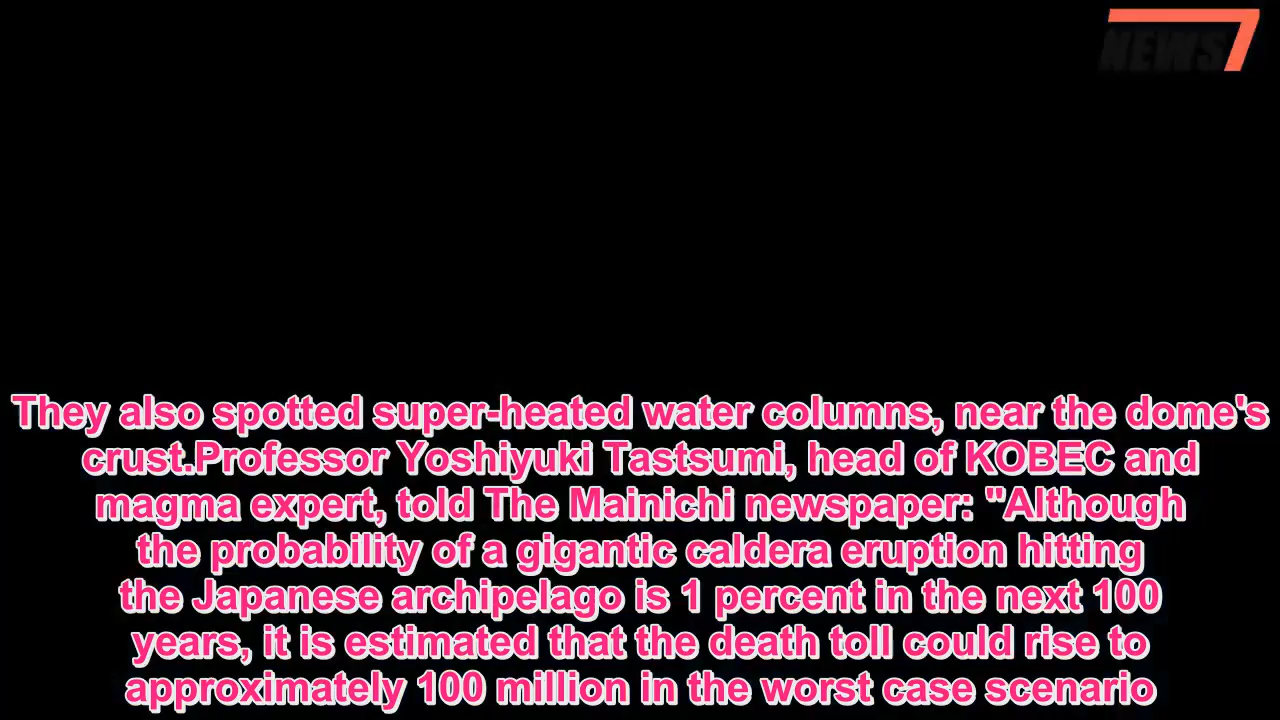 NEWS7
They also spotted super-heated water columns, near the dome's
crust.Professor Yoshiyuki Tastsumi, head of KOBEC and
magma expert, told The Mainichi newspaper: "Although
the probability of a gigantic caldera eruption hitting
the Japanese archipelago is 1 percent in the next 100
years, it is estimated that the death toll could rise to
approximately 100 million in the worst case scenario